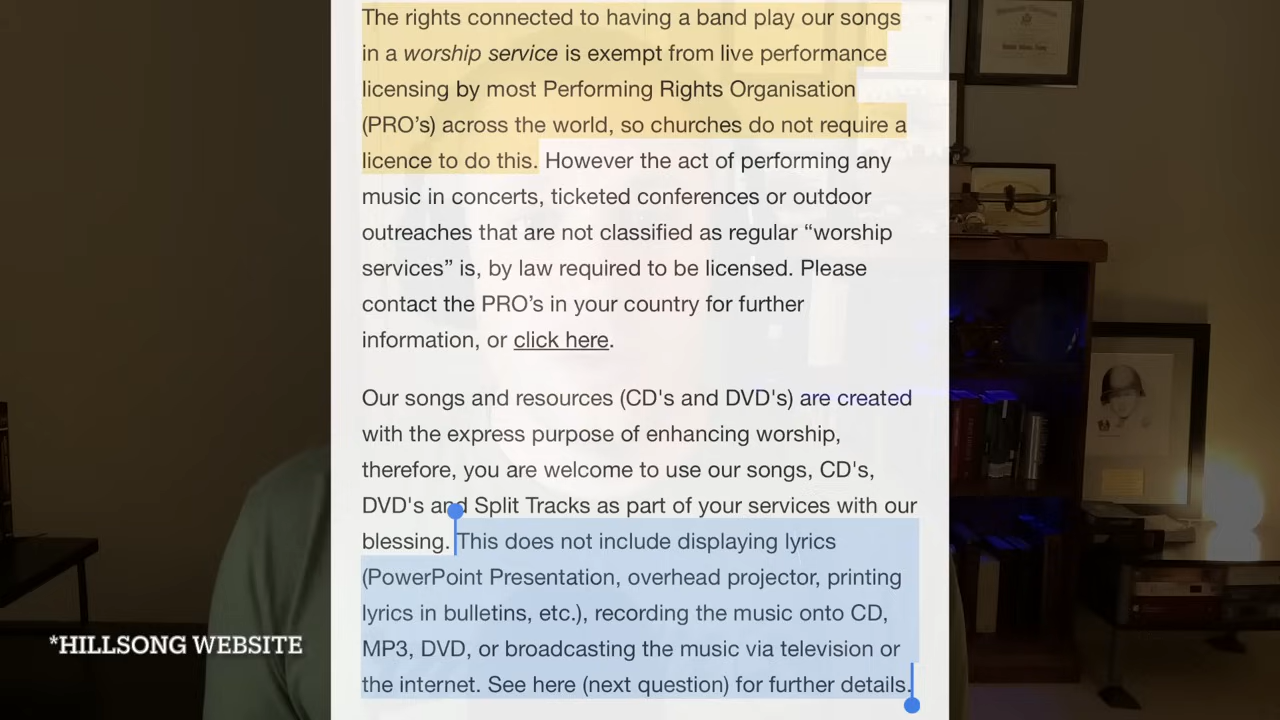 The rights connected to having a band play our songs
in a worship service is exempt from live performance
licensing by most Performing Rights Organisation
(PRO’s) across the world, so churches do not require a
licence to do this. However the act of performing any
music in concerts, ticketed conferences or outdoor
outreaches that are not classified as regular “worship
services” is, by law required to be licensed. Please
contact the PRO’s in your country for further
information, or click here.
Our songs and resources (CD's and DVD's) are created
with the express purpose of enhancing worship,
therefore, you are welcome to use our songs, CD's,
DVD's and Split Tracks as part of your services with our
blessing. This does not include displaying lyrics
(PowerPoint Presentation, overhead projector, printing
lyrics in bulletins, etc.), recording the music onto CD,
MP3, DVD, or broadcasting the music via television or
the internet. See here (next question) for further details.
*HILLSONG WEBSITE